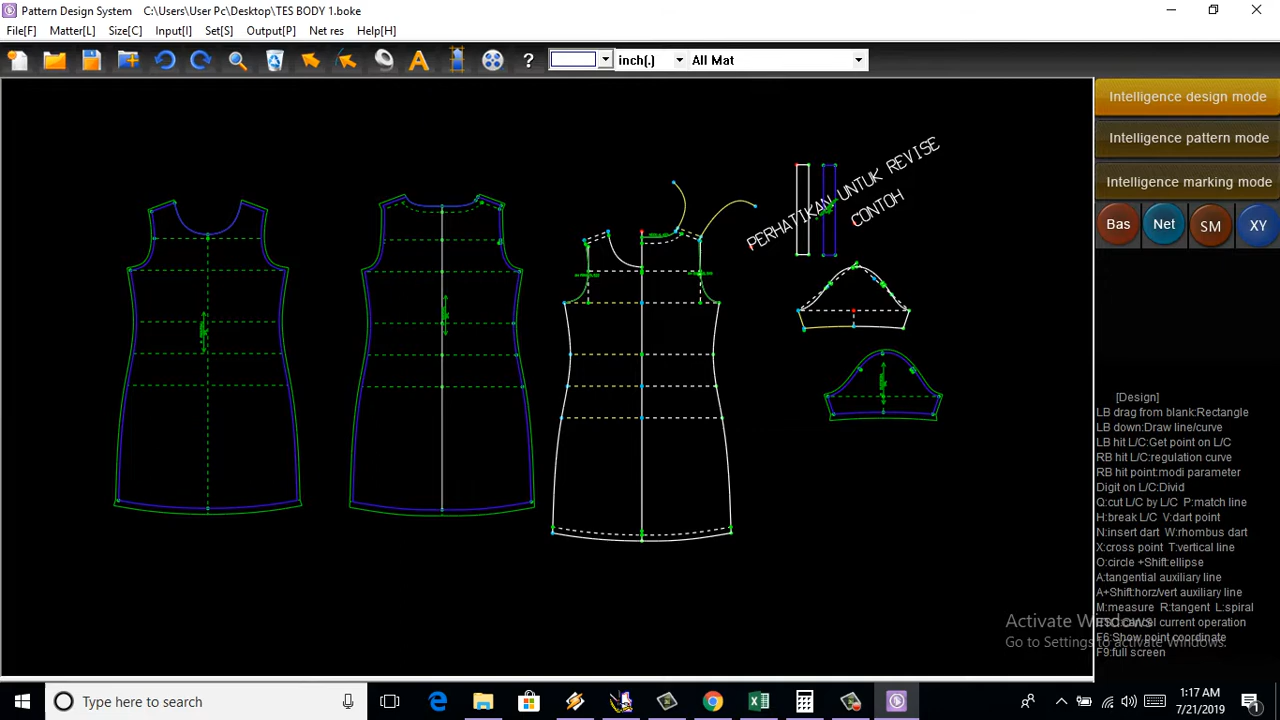 Pattern Design System C:\Users\User Pc\Desktop\TES BODY 1.boke
File[F] Matter[L] Size[C] Input[I] Set[S] Output[P] Net res Help[H]
A ? inch(.) All Mat
Intelligence design mode
Intelligence pattern mode
Intelligence marking mode
Bas Net SM XY
PERHATIKAN UNTUK REVISE
CONTOH
[Design]
LB drag from blank:Rectangle
LB down:Draw line/curve
LB hit L/C:Get point on L/C
RB hit L/C:regulation curve
RB hit point:modi parameter
Digit on L/C:Divid
Q:cut L/C by L/C P:match line
H:break L/C V:dart point
N:insert dart W:rhombus dart
X:cross point T:vertical line
O:circle +Shift:ellipse
A:tangential auxiliary line
A+Shift:horz/vert auxiliary line
M:measure R:tangent L:spiral
current operation
F6:Show point coordinate
F9:full screen
Activate Windows
Go to Settings to activate Windows.
Type here to search
1:17 AM
7/21/2019